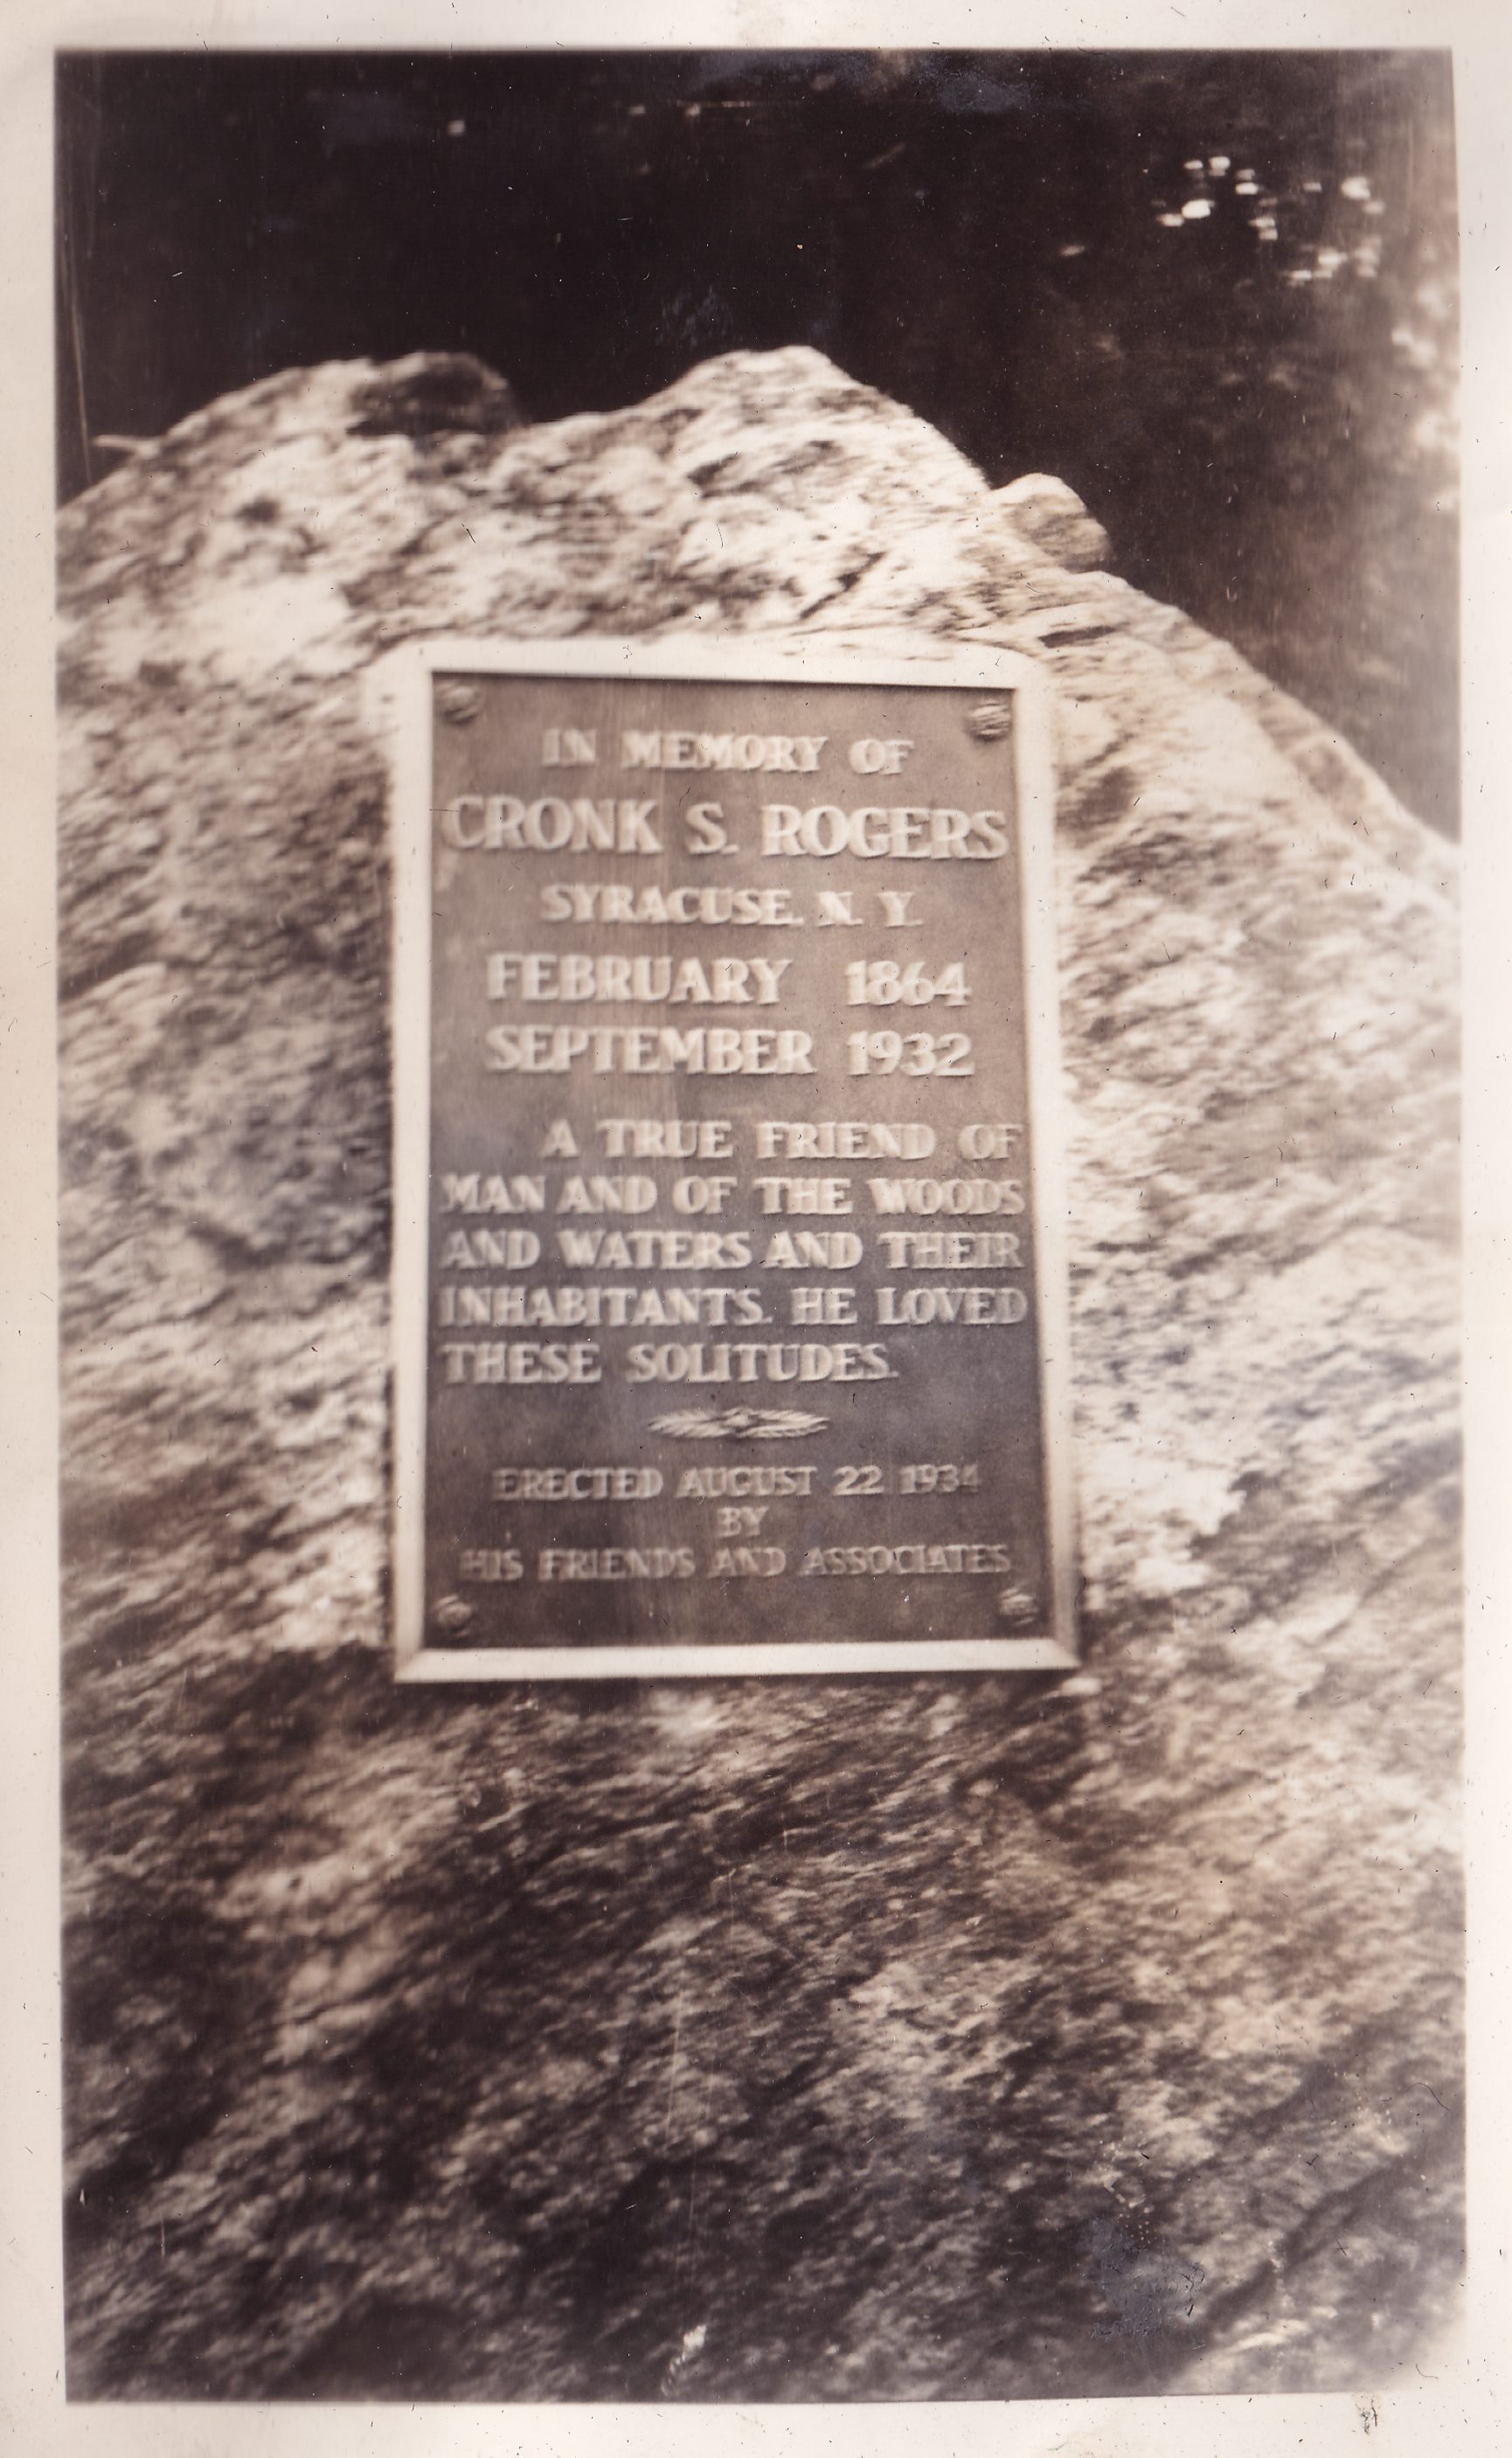 IN MEMORY OF
CRONK S. ROGERS
SYRACUSE. N. Y.
FEBRUARY 1864
SEPTEMBER 1932
A TRUE FRIEND OF
MAN AND OF THE WOODS
AND WATERS AND THEIR
INHABITANTS. HE LOVED
THESE SOLITUDES.
ERECTED AUGUST 22 1934
BY
HIS FRIENDS AND ASSOCIATES